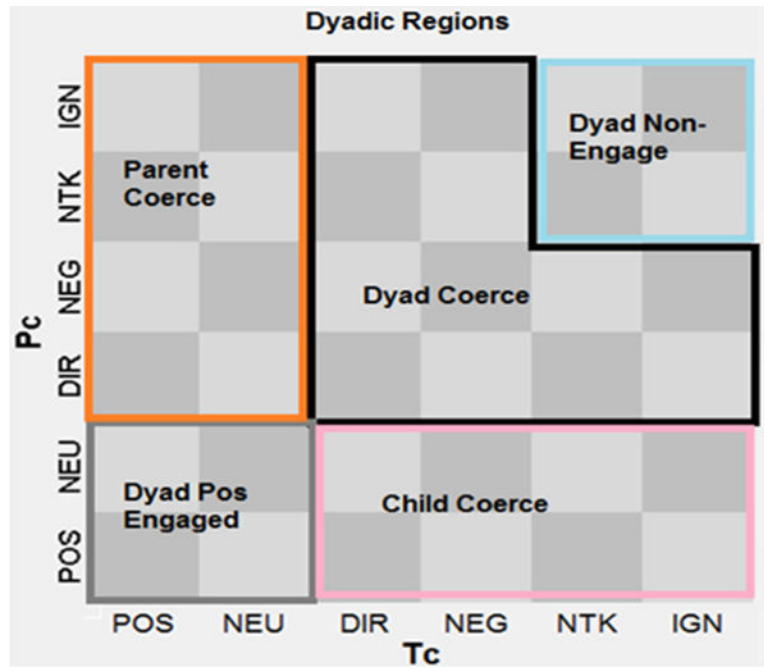 Dyadic Regions
IGN
NTK
NEG
DIR
NEU
POS
Pc
Parent
Coerce
Dyad Non-
Engage
Dyad Coerce
Dyad Pos
Engaged
Child Coerce
POS NEU DIR NEG NTK IGN
Tc